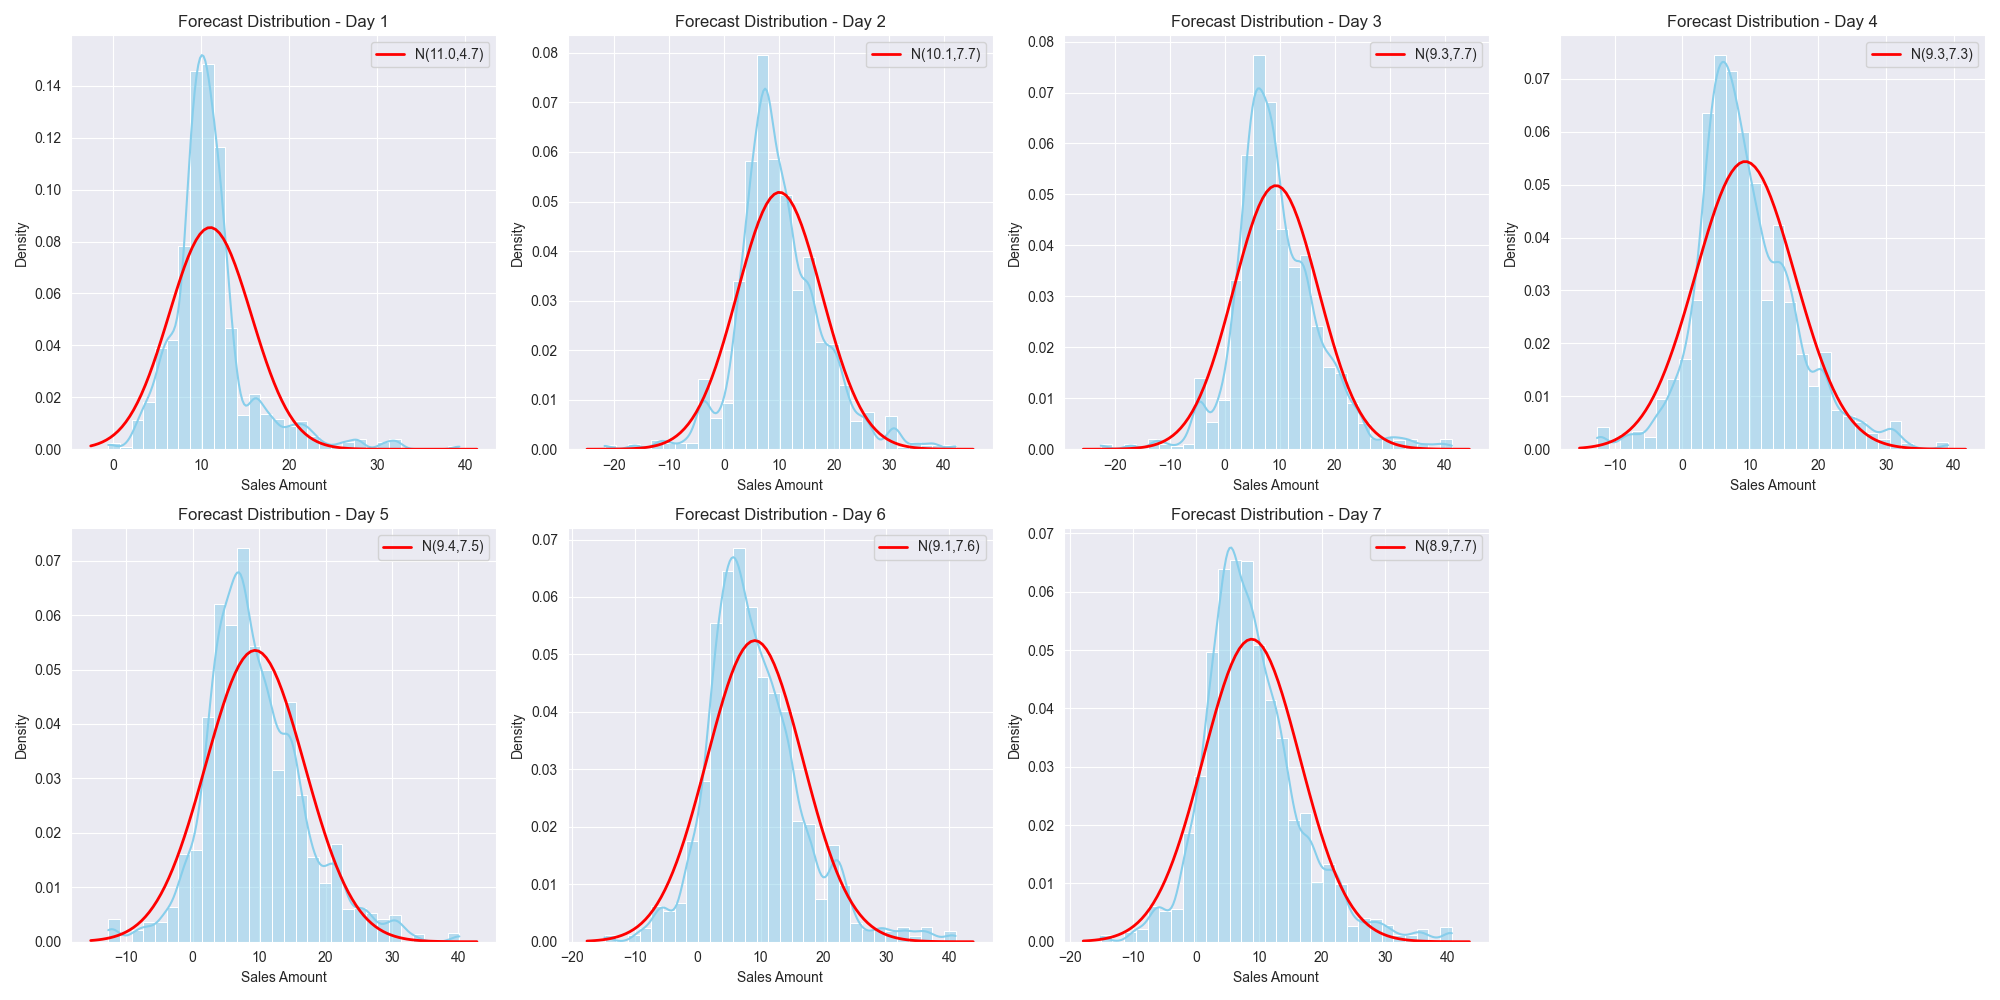 Forecast Distribution - Day 1
N(11.0,4.7)
Density
0.14
0.12
0.10
0.08
0.06
0.04
0.02
0.00
0 10 20 30 40
Sales Amount
Forecast Distribution - Day 2
N(10.1,7.7)
Density
0.08
0.07
0.06
0.05
0.04
0.03
0.02
0.01
0.00
−20 −10 0 10 20 30 40
Sales Amount
Forecast Distribution - Day 3
N(9.3,7.7)
Density
0.08
0.07
0.06
0.05
0.04
0.03
0.02
0.01
0.00
−20 −10 0 10 20 30 40
Sales Amount
Forecast Distribution - Day 4
N(9.3,7.3)
Density
0.07
0.06
0.05
0.04
0.03
0.02
0.01
0.00
−10 0 10 20 30 40
Sales Amount
Forecast Distribution - Day 5
N(9.4,7.5)
Density
0.07
0.06
0.05
0.04
0.03
0.02
0.01
0.00
−10 0 10 20 30 40
Sales Amount
Forecast Distribution - Day 6
N(9.1,7.6)
Density
0.07
0.06
0.05
0.04
0.03
0.02
0.01
0.00
−20 −10 0 10 20 30 40
Sales Amount
Forecast Distribution - Day 7
N(8.9,7.7)
Density
0.07
0.06
0.05
0.04
0.03
0.02
0.01
0.00
−20 −10 0 10 20 30 40
Sales Amount